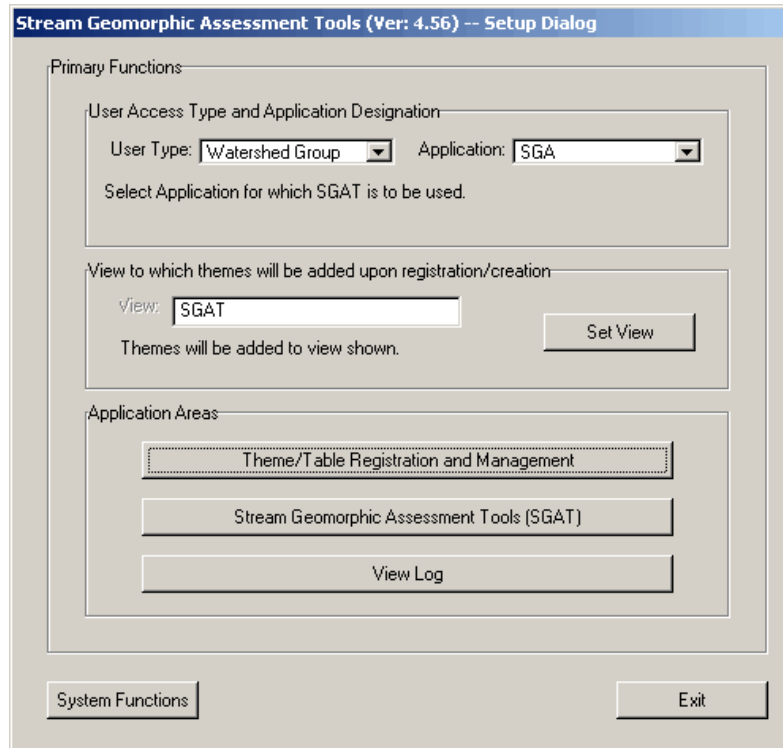 Stream Geomorphic Assessment Tools (Ver: 4.56) -- Setup Dialog
Primary Functions
User Access Type and Application Designation
User Type: Watershed Group Application: SGA
Select Application for which SGAT is to be used.
View to which themes will be added upon registration/creation
View: SGAT
Set View
Themes will be added to view shown.
Application Areas
Theme/Table Registration and Management
Stream Geomorphic Assessment Tools (SGAT)
View Log
System Functions Exit